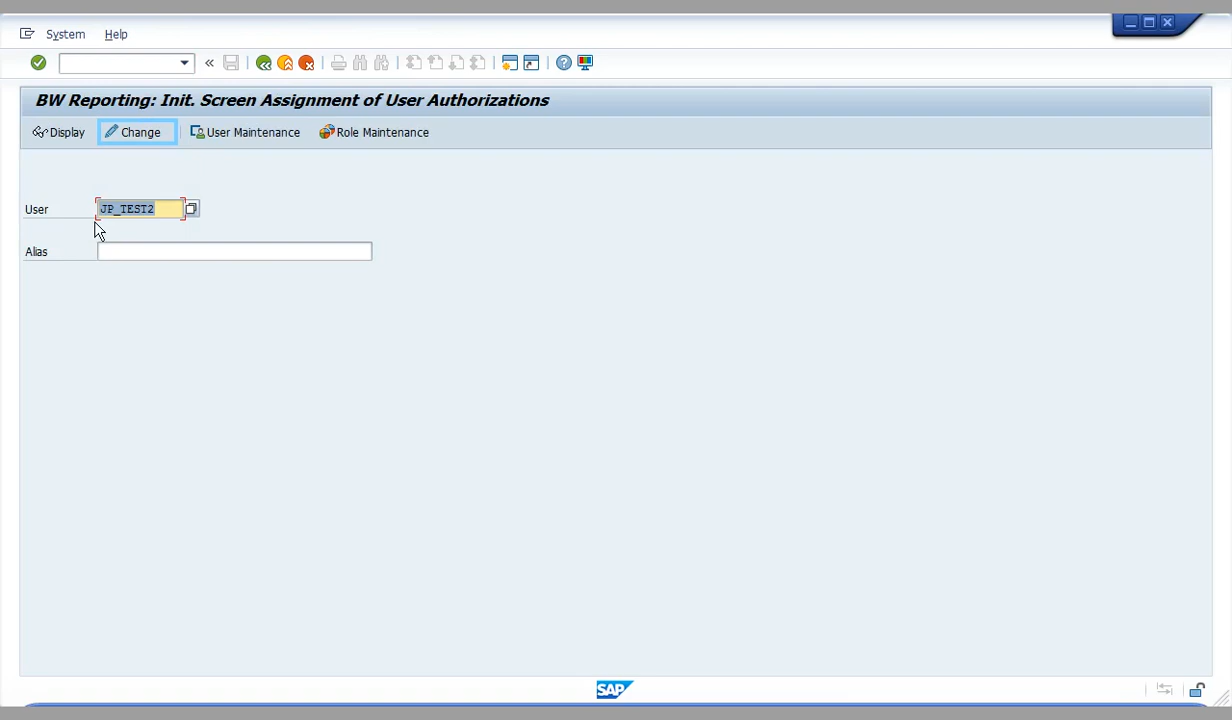 System Help
BW Reporting: Init. Screen Assignment of User Authorizations
Display Change User Maintenance Role Maintenance
User JP_TEST2
Alias
SAP